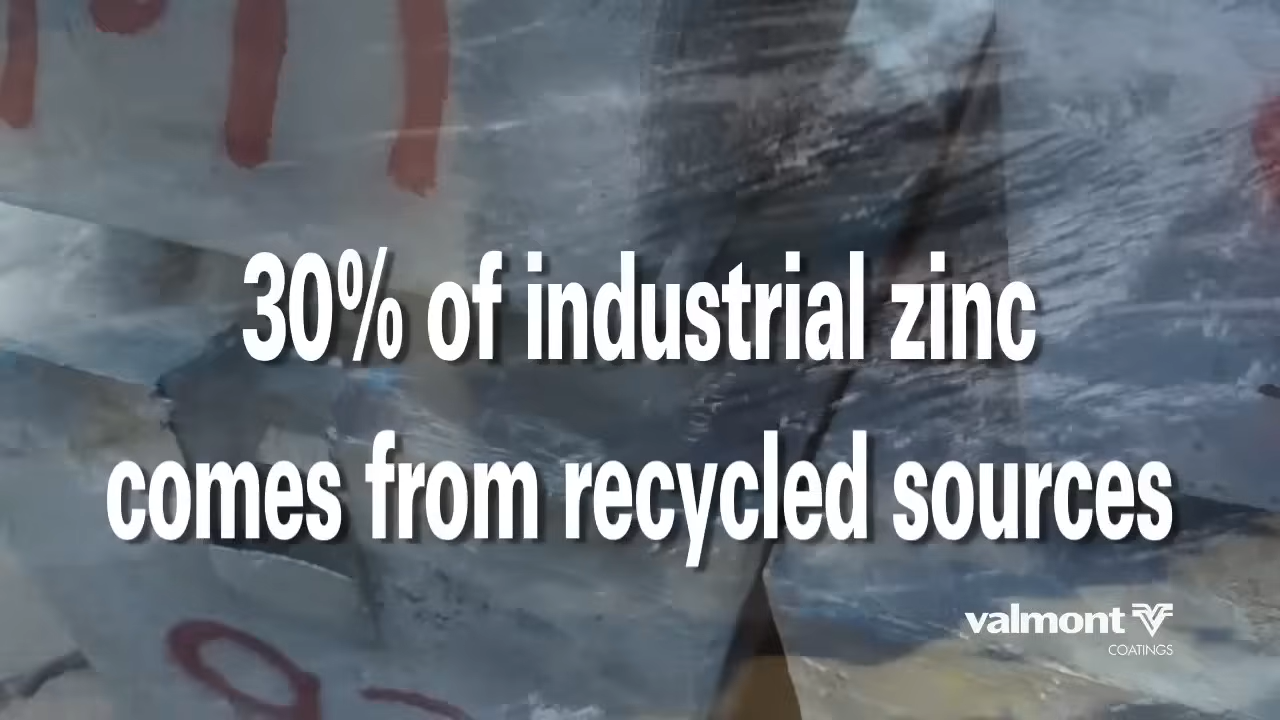 30% of industrial zinc
comes from recycled sources
valmont
COATINGS